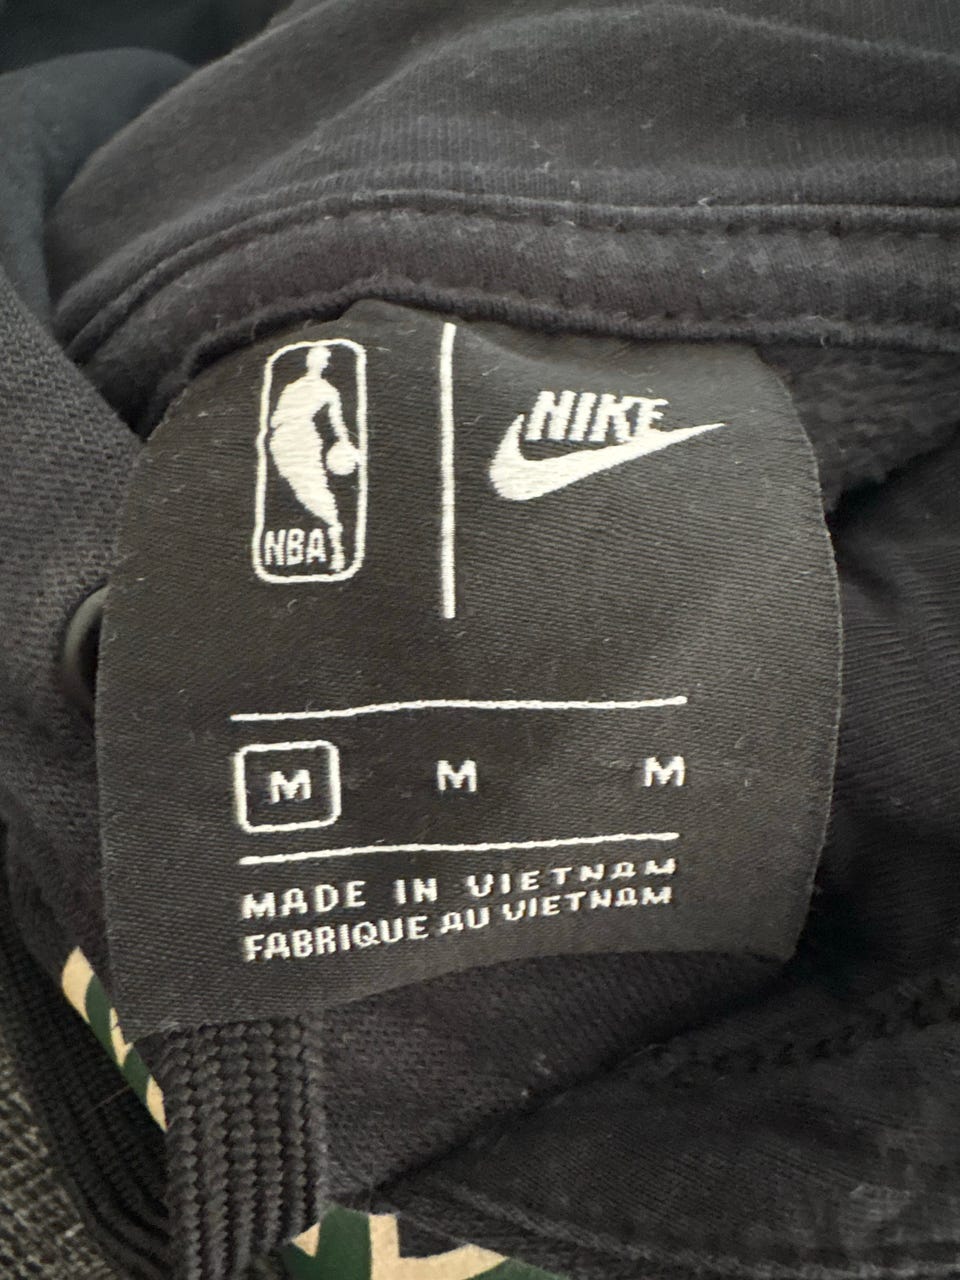 NBA
NIKE
M M M
MADE IN VIETNAM
FABRIQUE AU VIETNAM